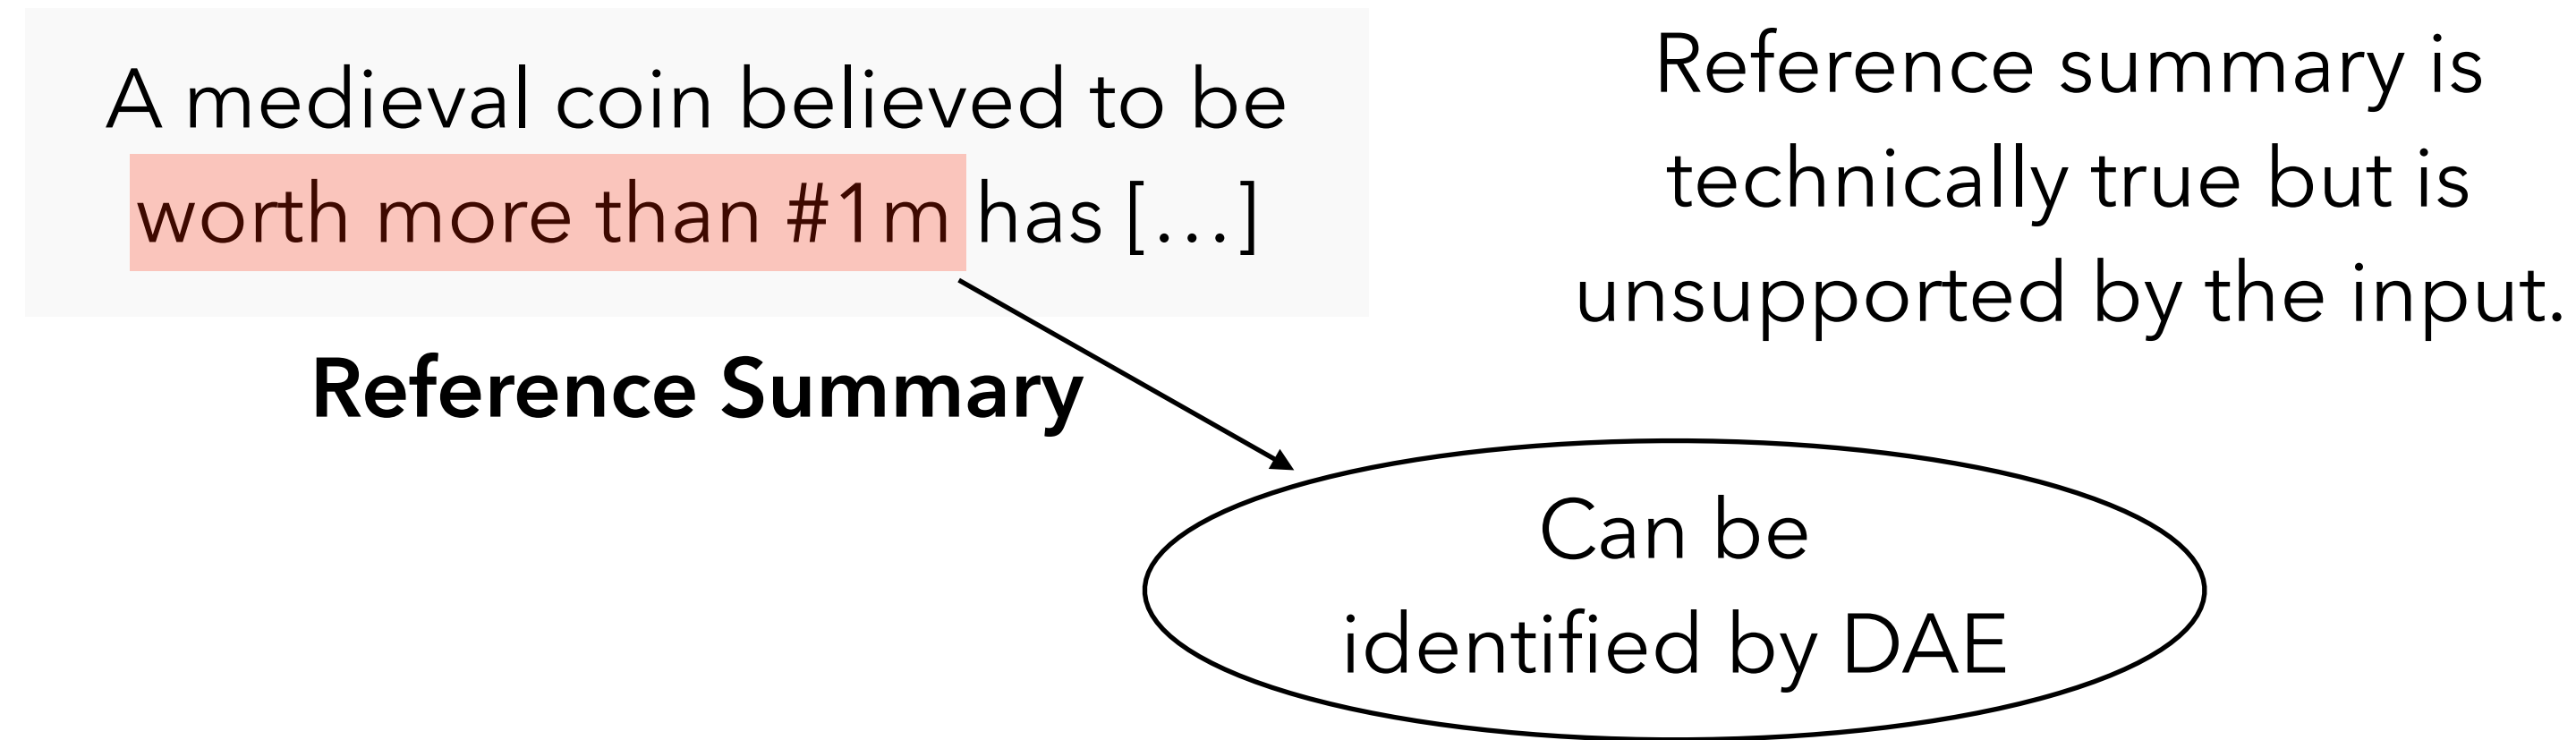 A medieval coin believed to be
worth more than #1m has […]
Reference Summary
Reference summary is
technically true but is
unsupported by the input.
Can be
identified by DAE